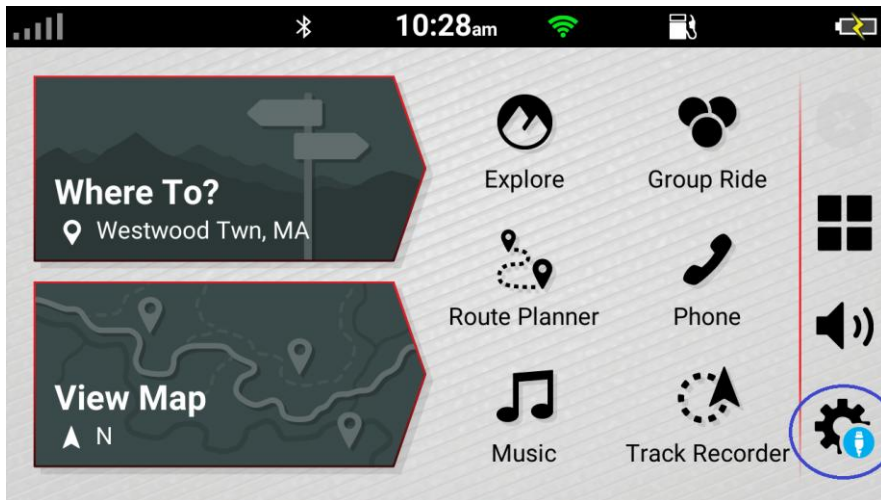 10:28am
Where To?
Westwood Twn, MA
View Map
N
Explore
Group Ride
Route Planner
Phone
Music
Track Recorder